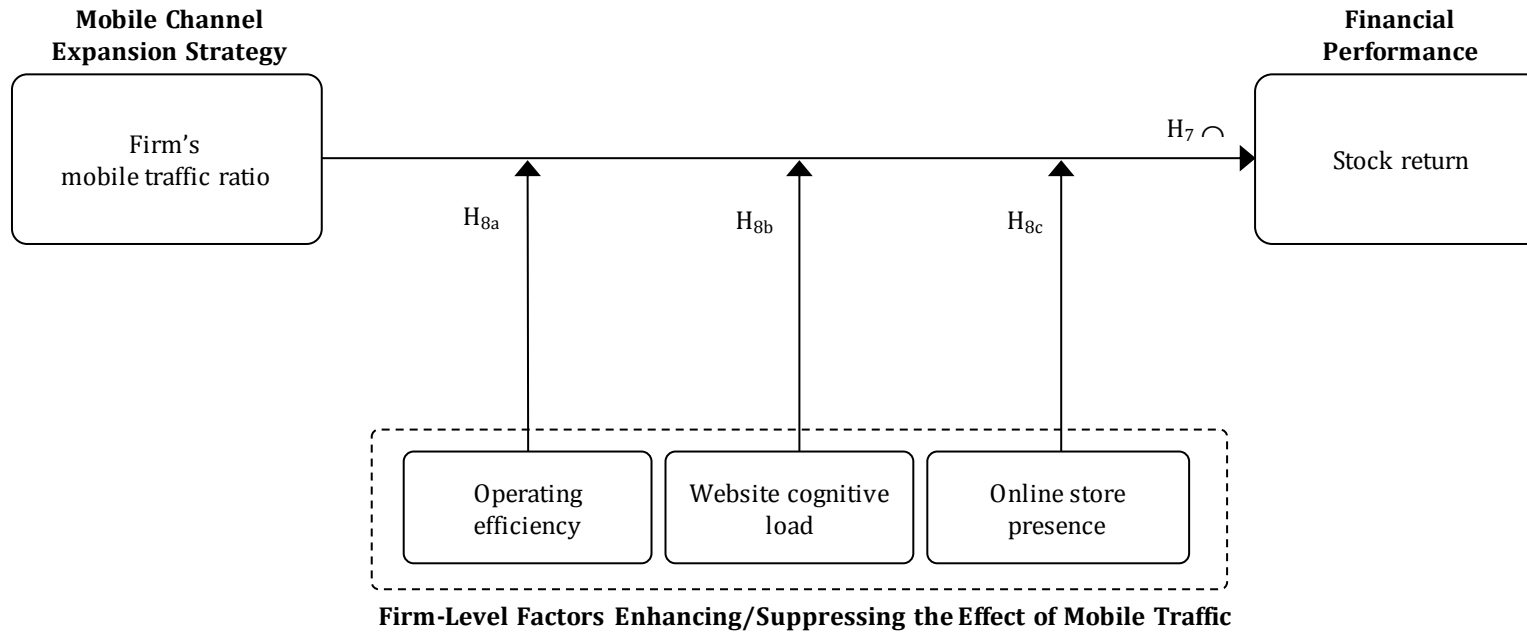 Mobile Channel
Expansion Strategy
Financial
Performance
Firm’s
mobile traffic ratio
H7 ⌒
Stock return
H8a
H8b
H8c
Operating
efficiency
Website cognitive
load
Online store
presence
Firm-Level Factors Enhancing/Suppressing the Effect of Mobile Traffic